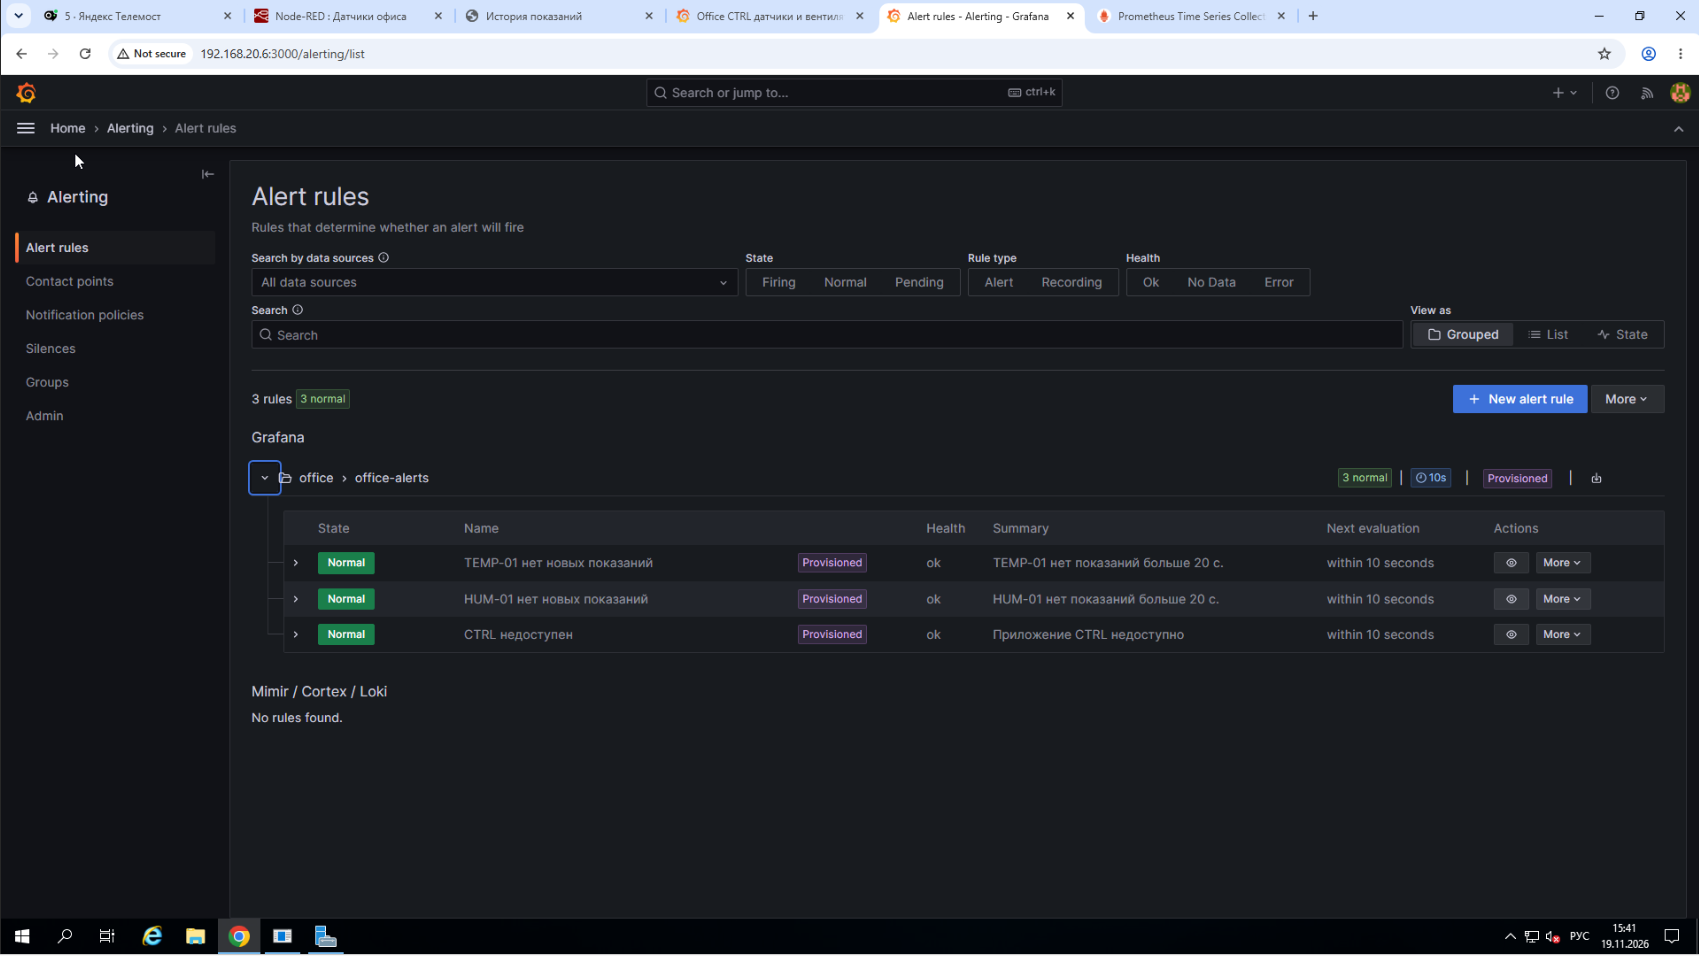 5 · Яндекс Телемост
Node-RED : Датчики офиса
История показаний
Office CTRL датчики и вентиля
Alert rules - Alerting - Grafana
Prometheus Time Series Collect
Not secure
192.168.20.6:3000/alerting/list
Search or jump to...
ctrl+k
Home › Alerting › Alert rules
Alerting
Alert rules
Contact points
Notification policies
Silences
Groups
Admin
Alert rules
Rules that determine whether an alert will fire
Search by data sources
State
Rule type
Health
All data sources
Firing Normal Pending
Alert Recording
Ok No Data Error
Search
View as
Search
Grouped List State
3 rules 3 normal
+ New alert rule
More
Grafana
office › office-alerts
3 normal | 10s | Provisioned |
State Name Health Summary Next evaluation Actions
Normal TEMP-01 нет новых показаний Provisioned ok TEMP-01 нет показаний больше 20 с. within 10 seconds More
Normal HUM-01 нет новых показаний Provisioned ok HUM-01 нет показаний больше 20 с. within 10 seconds More
Normal CTRL недоступен Provisioned ok Приложение CTRL недоступно within 10 seconds More
Mimir / Cortex / Loki
No rules found.
РУС
15:41
19.11.2026